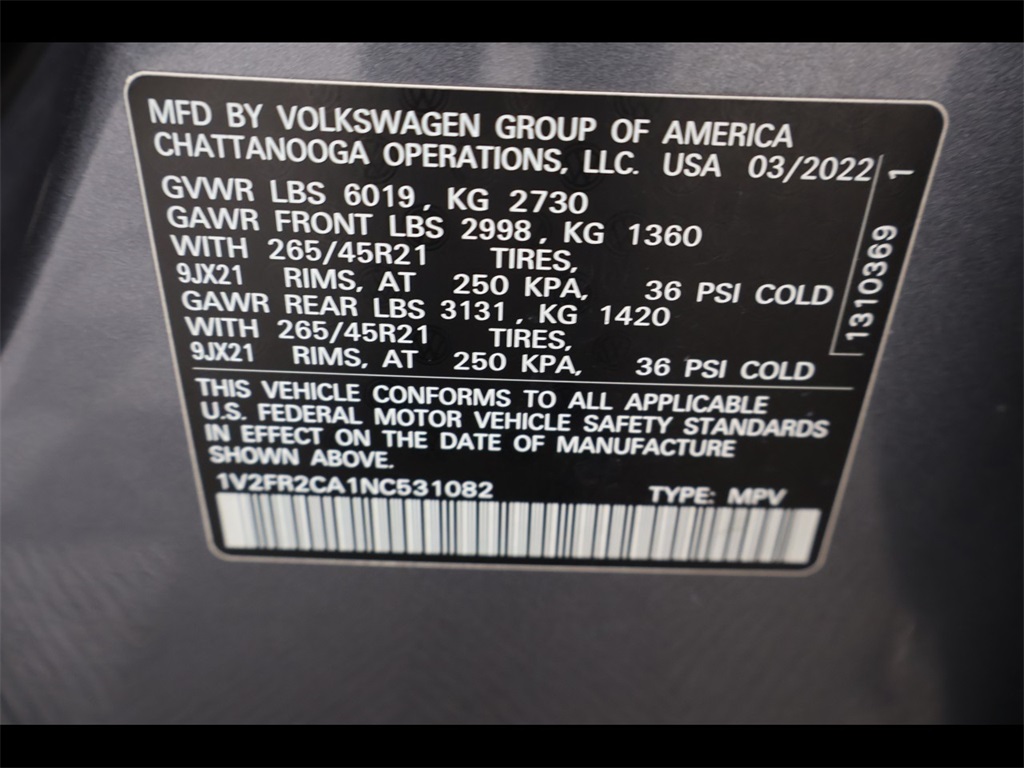 MFD BY VOLKSWAGEN GROUP OF AMERICA
CHATTANOOGA OPERATIONS, LLC. USA 03/2022
GVWR LBS 6019, KG 2730
GAWR FRONT LBS 2998, KG 1360
WITH 265/45R21 TIRES,
9JX21 RIMS, AT 250 KPA, 36 PSI COLD
GAWR REAR LBS 3131, KG 1420
WITH 265/45R21 TIRES,
9JX21 RIMS, AT 250 KPA, 36 PSI COLD
1310369 1
THIS VEHICLE CONFORMS TO ALL APPLICABLE
U.S. FEDERAL MOTOR VEHICLE SAFETY STANDARDS
IN EFFECT ON THE DATE OF MANUFACTURE
SHOWN ABOVE.
1V2FR2CA1NC531082 TYPE: MPV